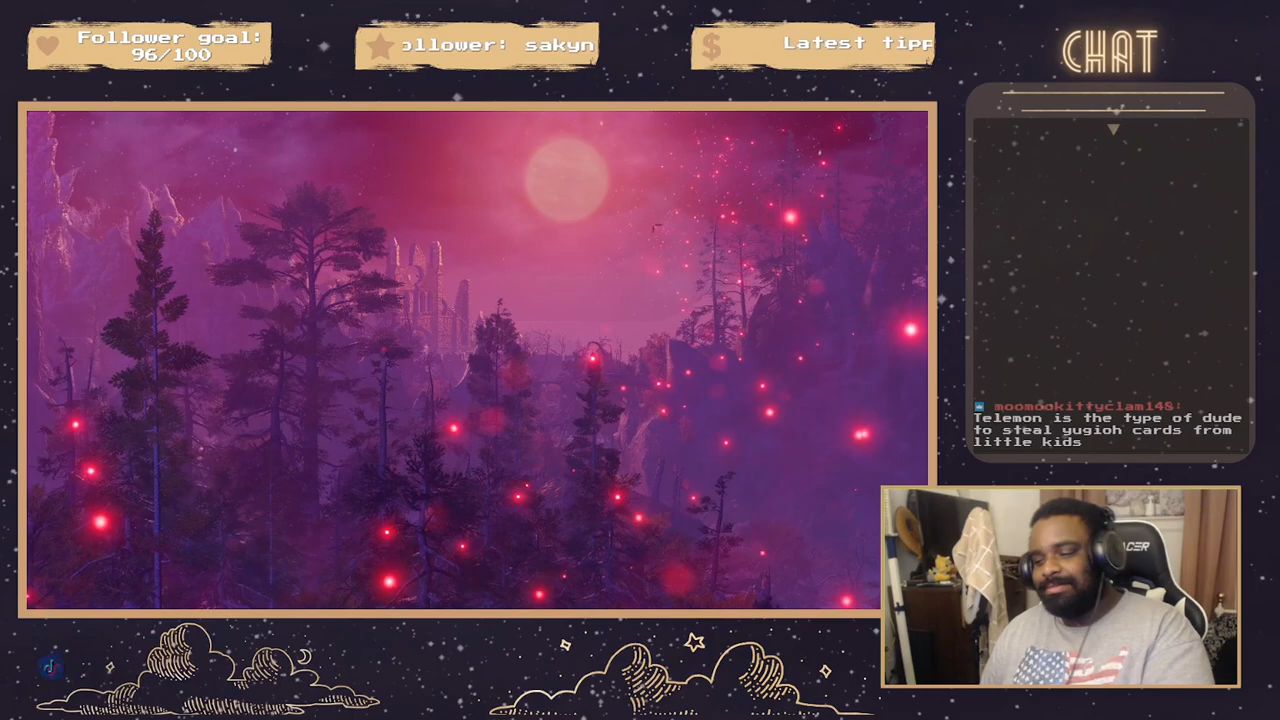 Follower goal:
96/100
ollower: sakyn
Latest tipp
CHAT
moomookittyclam148:
Telemon is the type of dude
to steal yugioh cards from
little kids
ACER